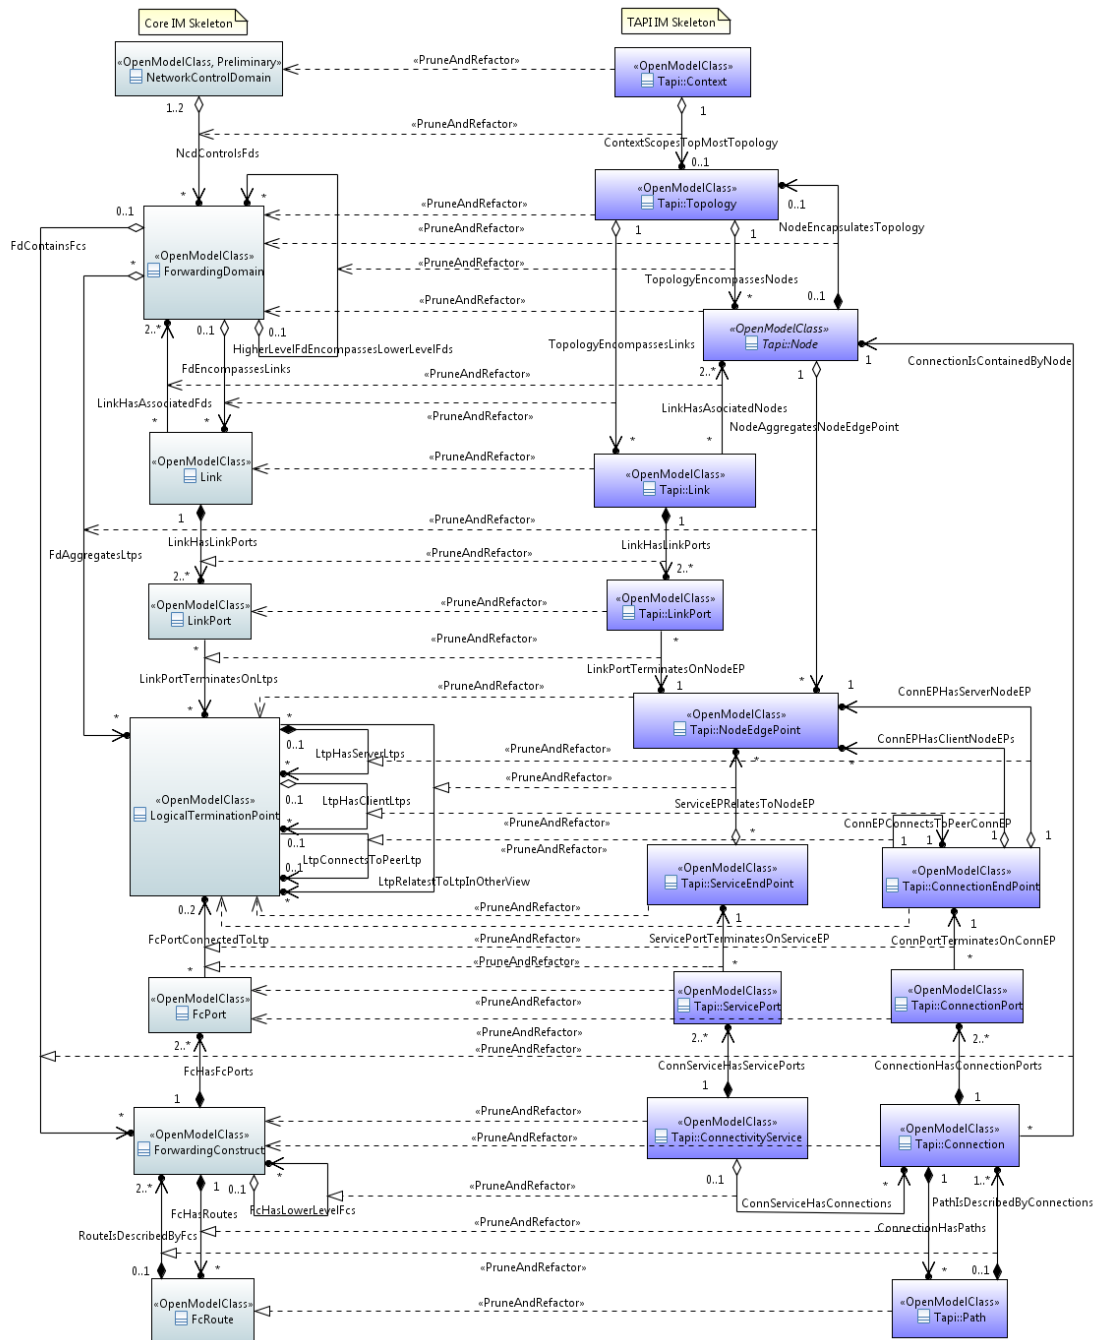 Core IM Skeleton
TAPI IM Skeleton
«OpenModelClass, Preliminary»
NetworkControlDomain
«PruneAndRefactor»
«OpenModelClass»
Tapi::Context
1..2
1
«PruneAndRefactor»
NcdControlsFds
ContextScopesTopMostTopology
0..1
*
*
0..1
«OpenModelClass»
Tapi::Topology
«PruneAndRefactor»
0..1
FdContainsFcs
«PruneAndRefactor»
1
1
NodeEncapsulatesTopology
«OpenModelClass»
ForwardingDomain
*
«PruneAndRefactor»
TopologyEncompassesNodes
«PruneAndRefactor»
*
0..1
2..*
0..1
0..1
«OpenModelClass»
Tapi::Node
HigherLevelFdEncompassesLowerLevelFds
TopologyEncompassesLinks
1
ConnectionIsContainedByNode
FdEncompassesLinks
«PruneAndRefactor»
2..*
1
LinkHasAssociatedFds
LinkHasAsociatedNodes
«PruneAndRefactor»
NodeAggregatesNodeEdgePoint
*
*
*
*
«OpenModelClass»
Link
«PruneAndRefactor»
«OpenModelClass»
Tapi::Link
1
«PruneAndRefactor»
1
LinkHasLinkPorts
LinkHasLinkPorts
FdAggregatesLtps
«PruneAndRefactor»
2..*
2..*
«OpenModelClass»
LinkPort
«PruneAndRefactor»
«OpenModelClass»
Tapi::LinkPort
*
«PruneAndRefactor»
*
LinkPortTerminatesOnLtps
LinkPortTerminatesOnNodeEP
*
«PruneAndRefactor»
1
*
1
ConnEPHasServerNodeEP
*
*
«OpenModelClass»
Tapi::NodeEdgePoint
0..1
LtpHasServerLtps
«PruneAndRefactor»
ConnEPHasClientNodeEPs
*
*
*
«PruneAndRefactor»
«OpenModelClass»
LogicalTerminationPoint
0..1
LtpHasClientLtps
ServiceEPRelatesToNodeEP
*
«PruneAndRefactor»
*
ConnEPConnectsToPeerConnEP
0..1
«PruneAndRefactor»
1
1
1
1
LtpConnectsToPeerLtp
0..1
«OpenModelClass»
Tapi::ServiceEndPoint
«OpenModelClass»
Tapi::ConnectionEndPoint
LtpRelatestToLtpInOtherView
*
0..2
«PruneAndRefactor»
1
1
FcPortConnectedToLtp
«PruneAndRefactor»
ServicePortTerminatesOnServiceEP
ConnPortTerminatesOnConnEP
*
«PruneAndRefactor»
*
*
«OpenModelClass»
FcPort
«PruneAndRefactor»
«OpenModelClass»
Tapi::ServicePort
«OpenModelClass»
Tapi::ConnectionPort
2..*
«PruneAndRefactor»
2..*
2..*
«PruneAndRefactor»
FcHasFcPorts
ConnServiceHasServicePorts
ConnectionHasConnectionPorts
1
1
1
*
«PruneAndRefactor»
«OpenModelClass»
ForwardingConstruct
«PruneAndRefactor»
«OpenModelClass»
Tapi::ConnectivityService
«OpenModelClass»
Tapi::Connection
*
*
2..*
1
0..1
«PruneAndRefactor»
0..1
*
1
1..*
FcHasLowerLevelFcs
ConnServiceHasConnections
PathIsDescribedByConnections
FcHasRoutes
«PruneAndRefactor»
ConnectionHasPaths
RouteIsDescribedByFcs
0..1
*
«PruneAndRefactor»
*
0..1
«OpenModelClass»
FcRoute
«PruneAndRefactor»
«OpenModelClass»
Tapi::Path